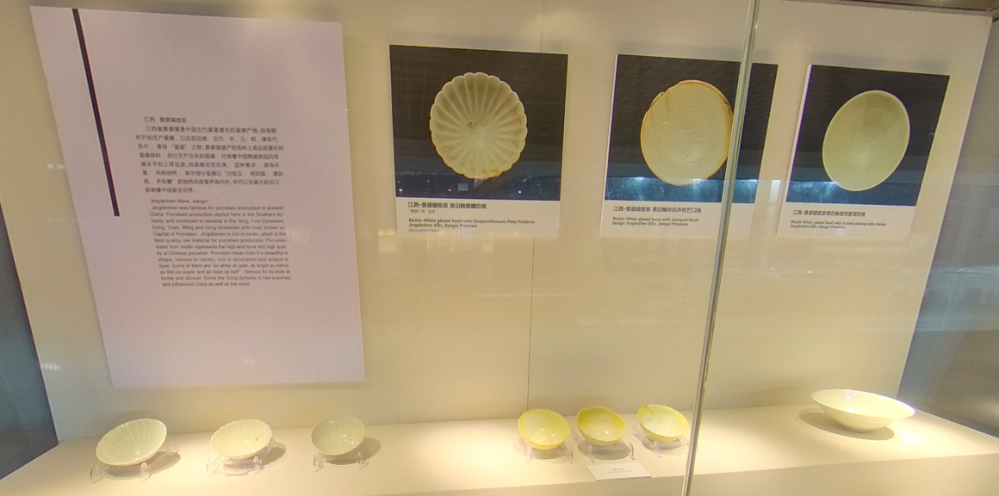 江西 景德镇窑系
江西省景德镇是中国古代最富盛名的瓷器产地。自南朝
时开始生产瓷器，以后历经唐、五代、宋、元、明、清各代
至今，素有“瓷都”之称。景德镇盛产的高岭土是品质最好的
瓷器原料，用它生产出来的瓷器，代表着中国陶瓷制品的高
端水平和上等品质。其瓷器造型优美、品种繁多、装饰丰
富、风格独特，其中部分瓷器以“白如玉、明如镜、薄如
纸、声如磬”的独特风格蜚声海内外。宋代以来就开始出口，
影响着中国甚至世界。
Jingdezhen Ware, Jiangxi
Jingdezhen was famous for porcelain production in ancient
China. Porcelain production started here in the Southern dy-
nasty, and continued to develop in the Tang, Five Dynasties,
Song, Yuan, Ming and Qing dynasties until now, known as
Capital of Porcelain. Jingdezhen is rich in kaolin, which is the
best-quality raw material for porcelain production. Porcelain
made from kaolin represents the high-end level and high qual-
ity of Chinese porcelain. Porcelain made from it is beautiful in
shape, various in variety, rich in decoration and unique in
style. Some of them are "as white as jade, as bright as mirror,
as thin as paper and as clear as bell", famous for its style at
home and abroad. Since the Song dynasty, it has exported
and influenced China as well as the world.
江西·景德镇窑系 青白釉菊瓣纹碗
“南海Ⅰ号”出水
Bluish-White glazed bowl with Chrysanthemum Petal Patterns
Jingdezhen Kiln, Jiangxi Province
江西·景德镇窑系 青白釉印花卉纹芒口碗
Bluish-White glazed bowl with stamped floral
design Jingdezhen Kiln, Jiangxi Province
江西·景德镇窑系青白釉刻划婴戏纹碗
Bluish-White glazed bowl with incised playing baby design
Jingdezhen Kiln, Jiangxi Province